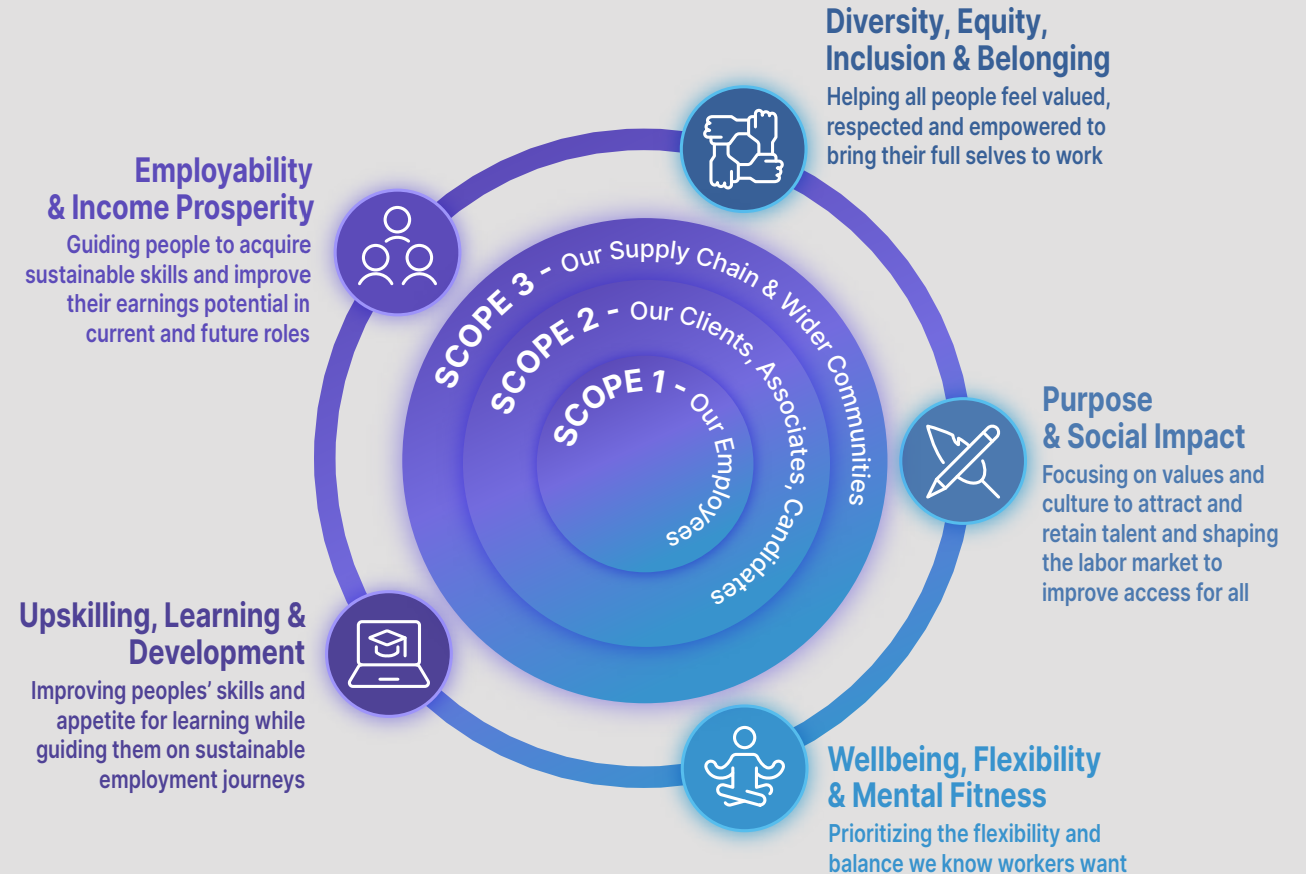 Diversity, Equity,
Inclusion & Belonging
Helping all people feel valued,
respected and empowered to
bring their full selves to work
Employability
& Income Prosperity
Guiding people to acquire
sustainable skills and improve
their earnings potential in
current and future roles
SCOPE 3 - Our Supply Chain & Wider Communities
SCOPE 2 - Our Clients, Associates, Candidates
SCOPE 1 - Our Employees
Purpose
& Social Impact
Focusing on values and
culture to attract and
retain talent and shaping
the labor market to
improve access for all
Upskilling, Learning &
Development
Improving peoples’ skills and
appetite for learning while
guiding them on sustainable
employment journeys
Wellbeing, Flexibility
& Mental Fitness
Prioritizing the flexibility and
balance we know workers want